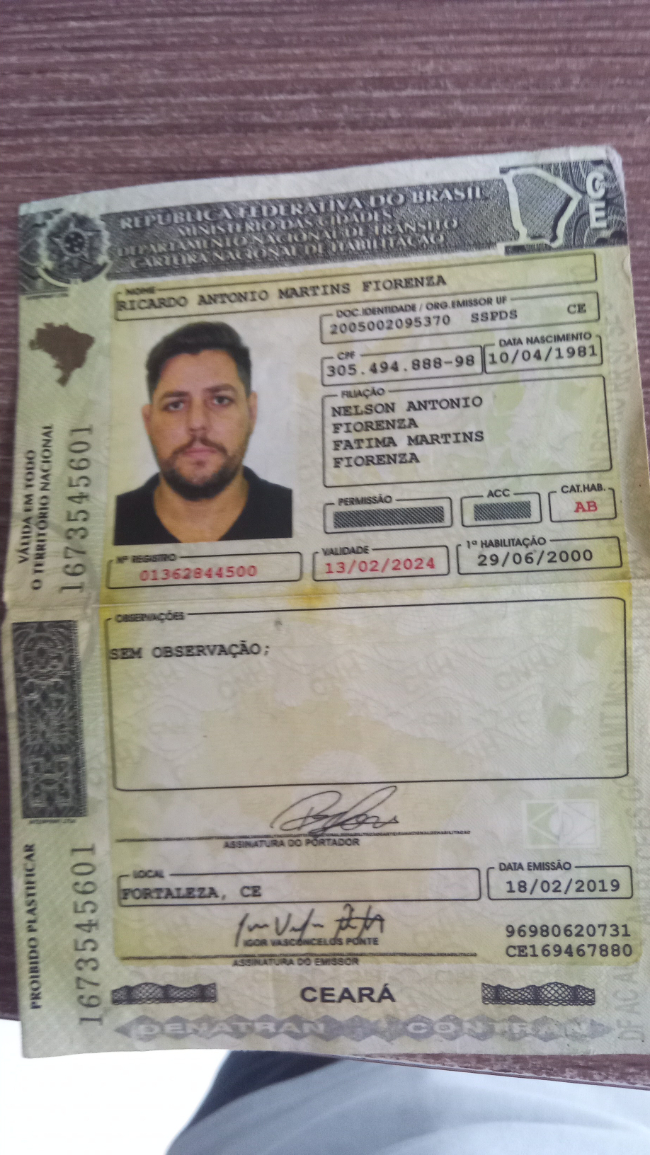 REPÚBLICA FEDERATIVA DO BRASIL
MINISTÉRIO DAS CIDADES
DEPARTAMENTO NACIONAL DE TRÂNSITO
CARTEIRA NACIONAL DE HABILITAÇÃO
CE
NOME
RICARDO ANTONIO MARTINS FIORENZA
DOC. IDENTIDADE / ORG. EMISSOR UF
2005002095370 SSPDS CE
CPF
305.494.888-98
DATA NASCIMENTO
10/04/1981
FILIAÇÃO
NELSON ANTONIO
FIORENZA
FATIMA MARTINS
FIORENZA
PERMISSÃO
ACC
CAT. HAB.
AB
Nº REGISTRO
01362844500
VALIDADE
13/02/2024
1ª HABILITAÇÃO
29/06/2000
VÁLIDA EM TODO
O TERRITÓRIO NACIONAL
1673545601
OBSERVAÇÕES
SEM OBSERVAÇÃO;
ASSINATURA DO PORTADOR
LOCAL
FORTALEZA, CE
DATA EMISSÃO
18/02/2019
IGOR VASCONCELOS PONTE
ASSINATURA DO EMISSOR
96980620731
CE169467880
PROIBIDO PLASTIFICAR
1673545601
CEARÁ
DENATRAN CONTRAN